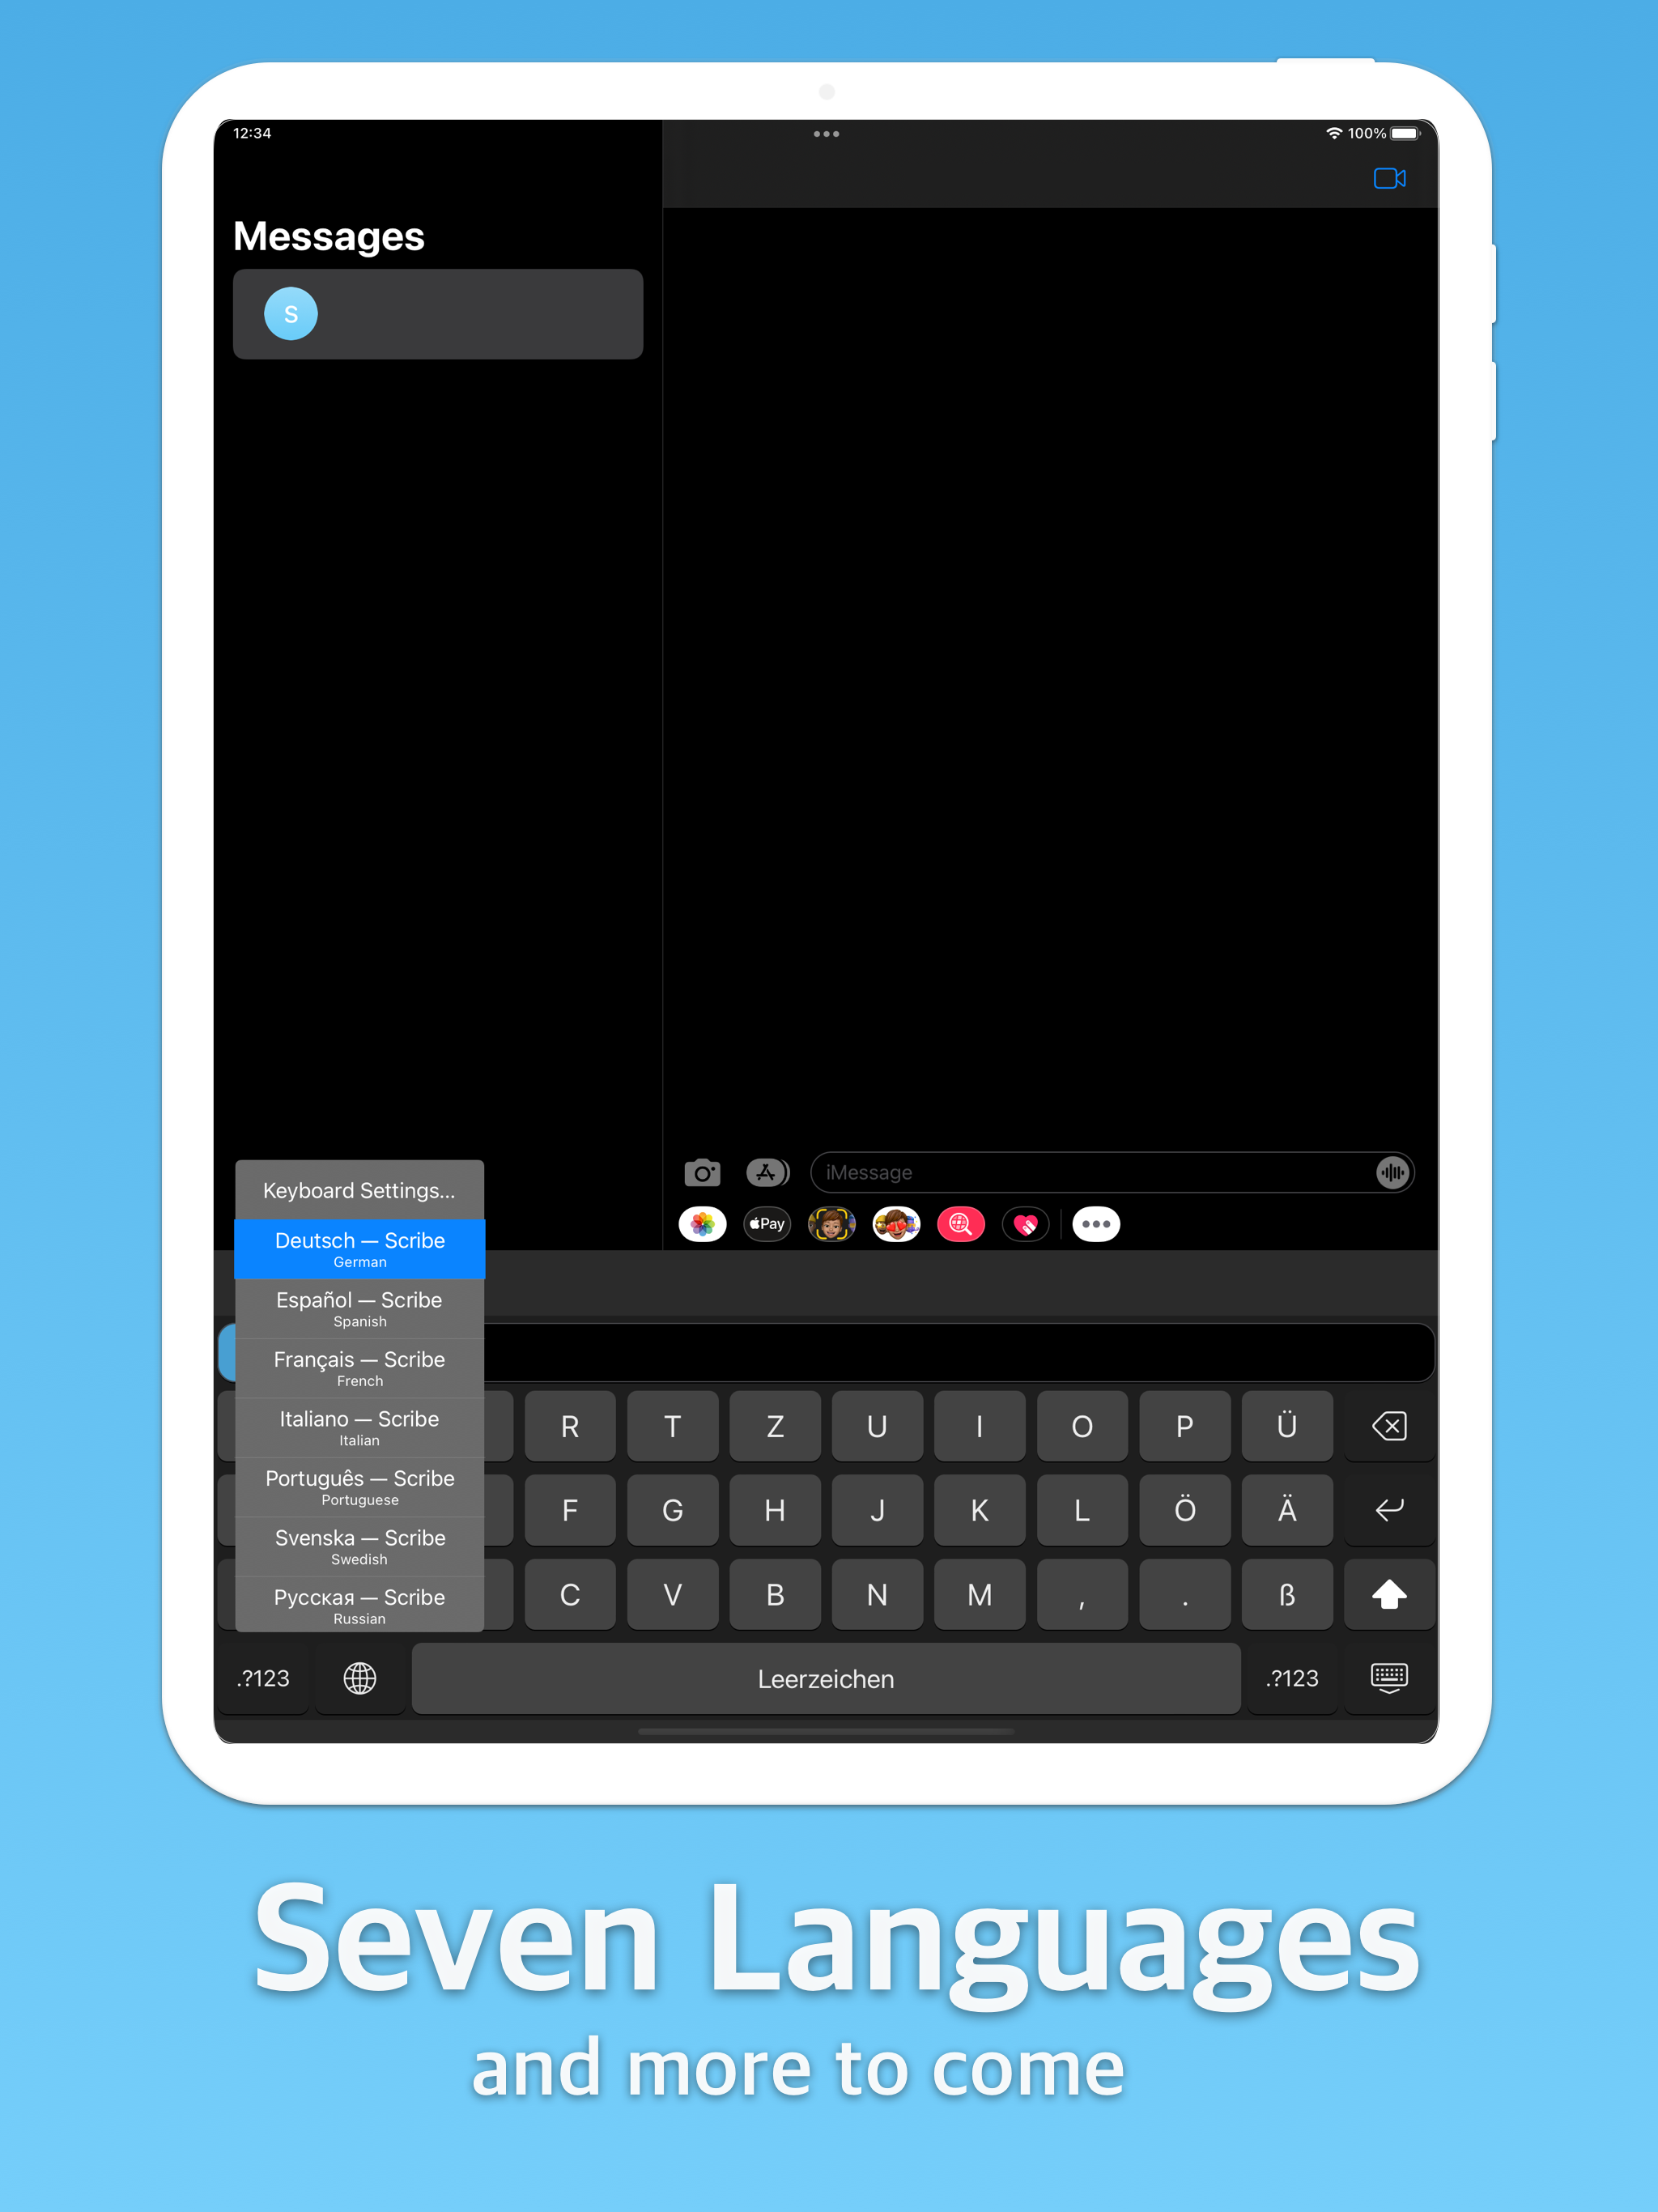 12:34
100%
Messages
S
iMessage
Pay
Keyboard Settings...
Deutsch — Scribe
German
Español — Scribe
Spanish
Français — Scribe
French
Italiano — Scribe
Italian
Português — Scribe
Portuguese
Svenska — Scribe
Swedish
Русская — Scribe
Russian
R T Z U I O P Ü
F G H J K L Ö Ä
C V B N M , . ß
.?123 Leerzeichen .?123
Seven Languages
and more to come